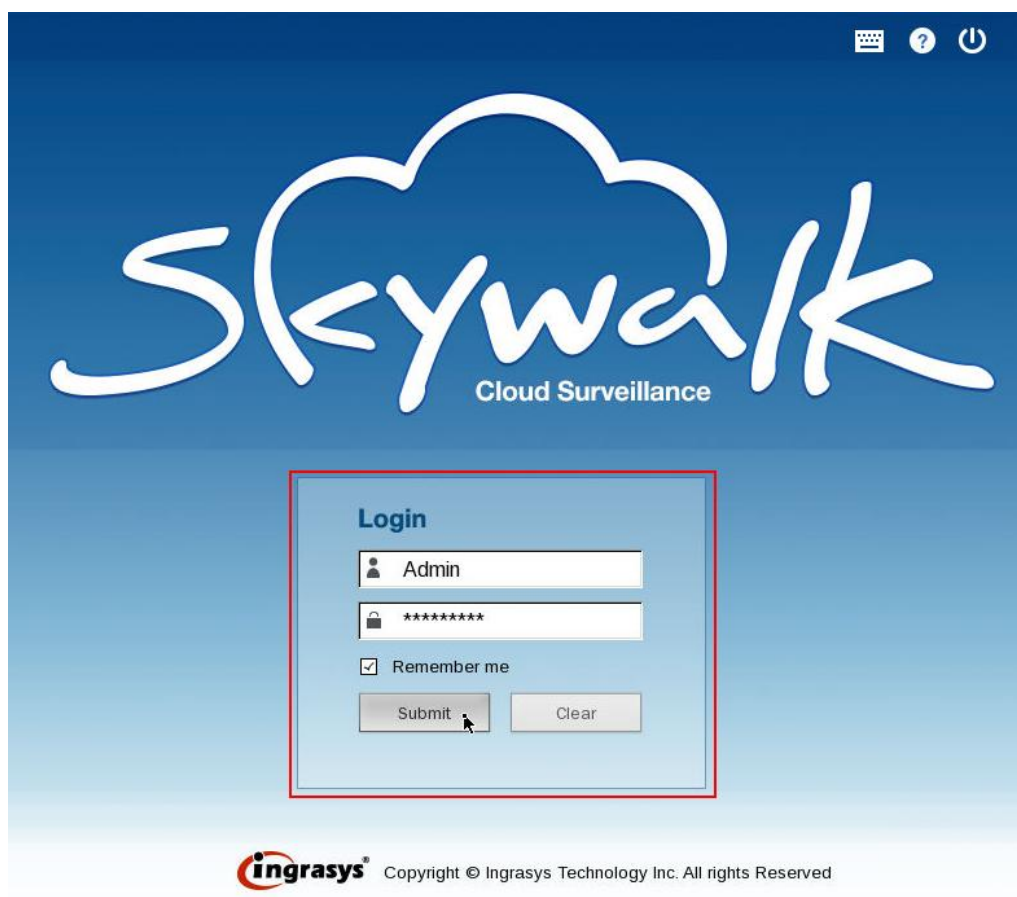 ?
Skywalk
Cloud Surveillance
Login
Admin
*********
Remember me
Submit
Clear
ingrasys® Copyright © Ingrasys Technology Inc. All rights Reserved